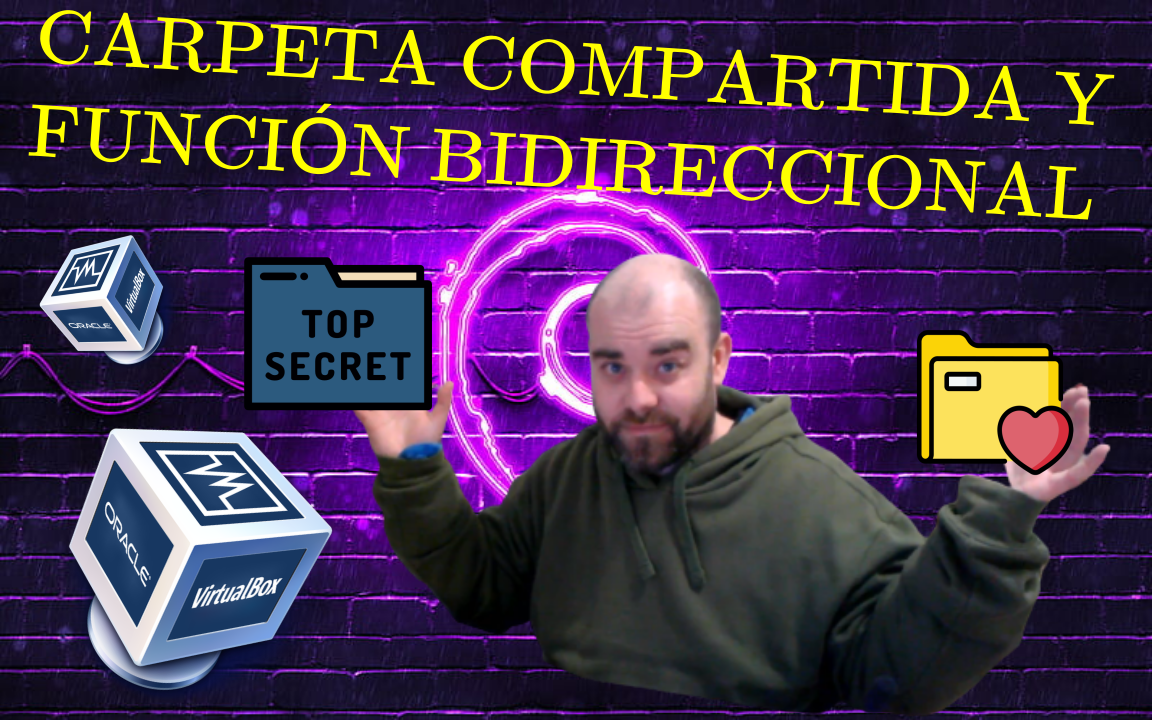 CARPETA COMPARTIDA Y
FUNCIÓN BIDIRECCIONAL
VirtualBox
ORACLE
TOP
SECRET
ORACLE
VirtualBox